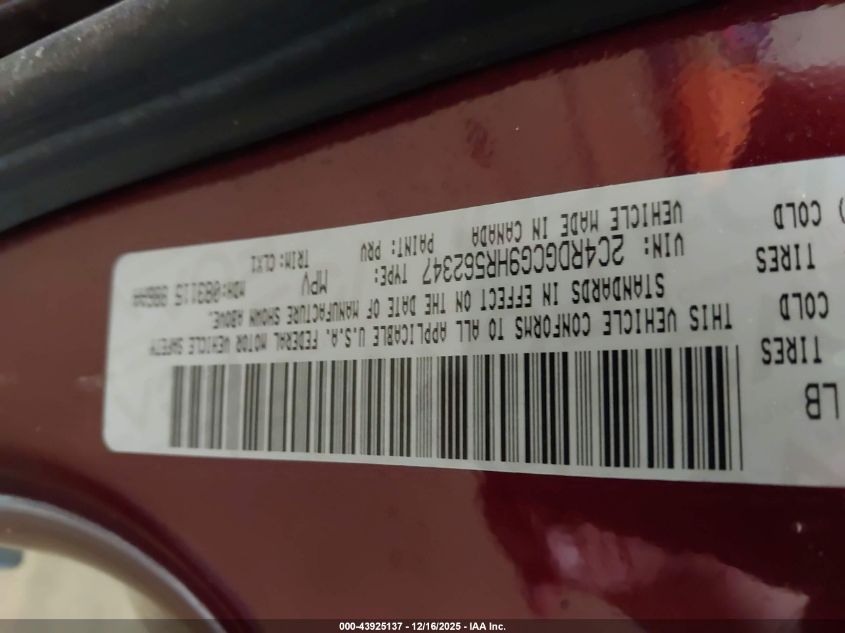 LB
TIRES
COLD
TIRES
COLD )
THIS VEHICLE CONFORMS TO ALL APPLICABLE U.S.A. FEDERAL MOTOR VEHICLE SAFETY
STANDARDS IN EFFECT ON THE DATE OF MANUFACTURE SHOWN ABOVE.
VIN: 2C4RDGCG9HR562347 TYPE: MPV
VEHICLE MADE IN CANADA PAINT: PRV TRIM: CLX1
000-43925137 - 12/16/2025 - IAA Inc.